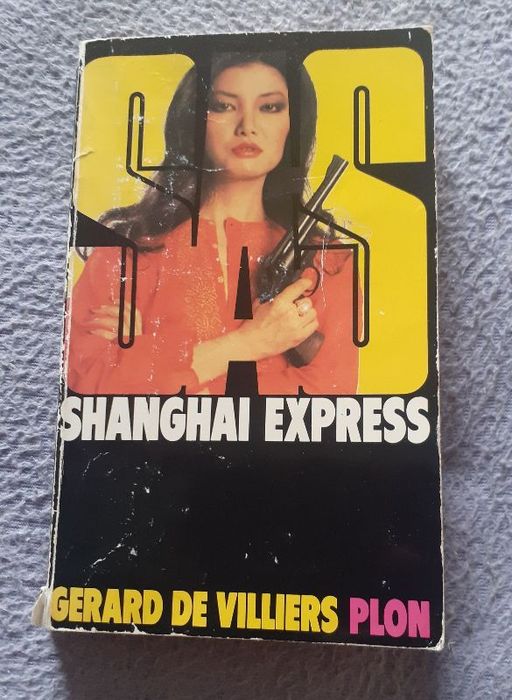 SAS
SHANGHAI EXPRESS
GERARD DE VILLIERS PLON